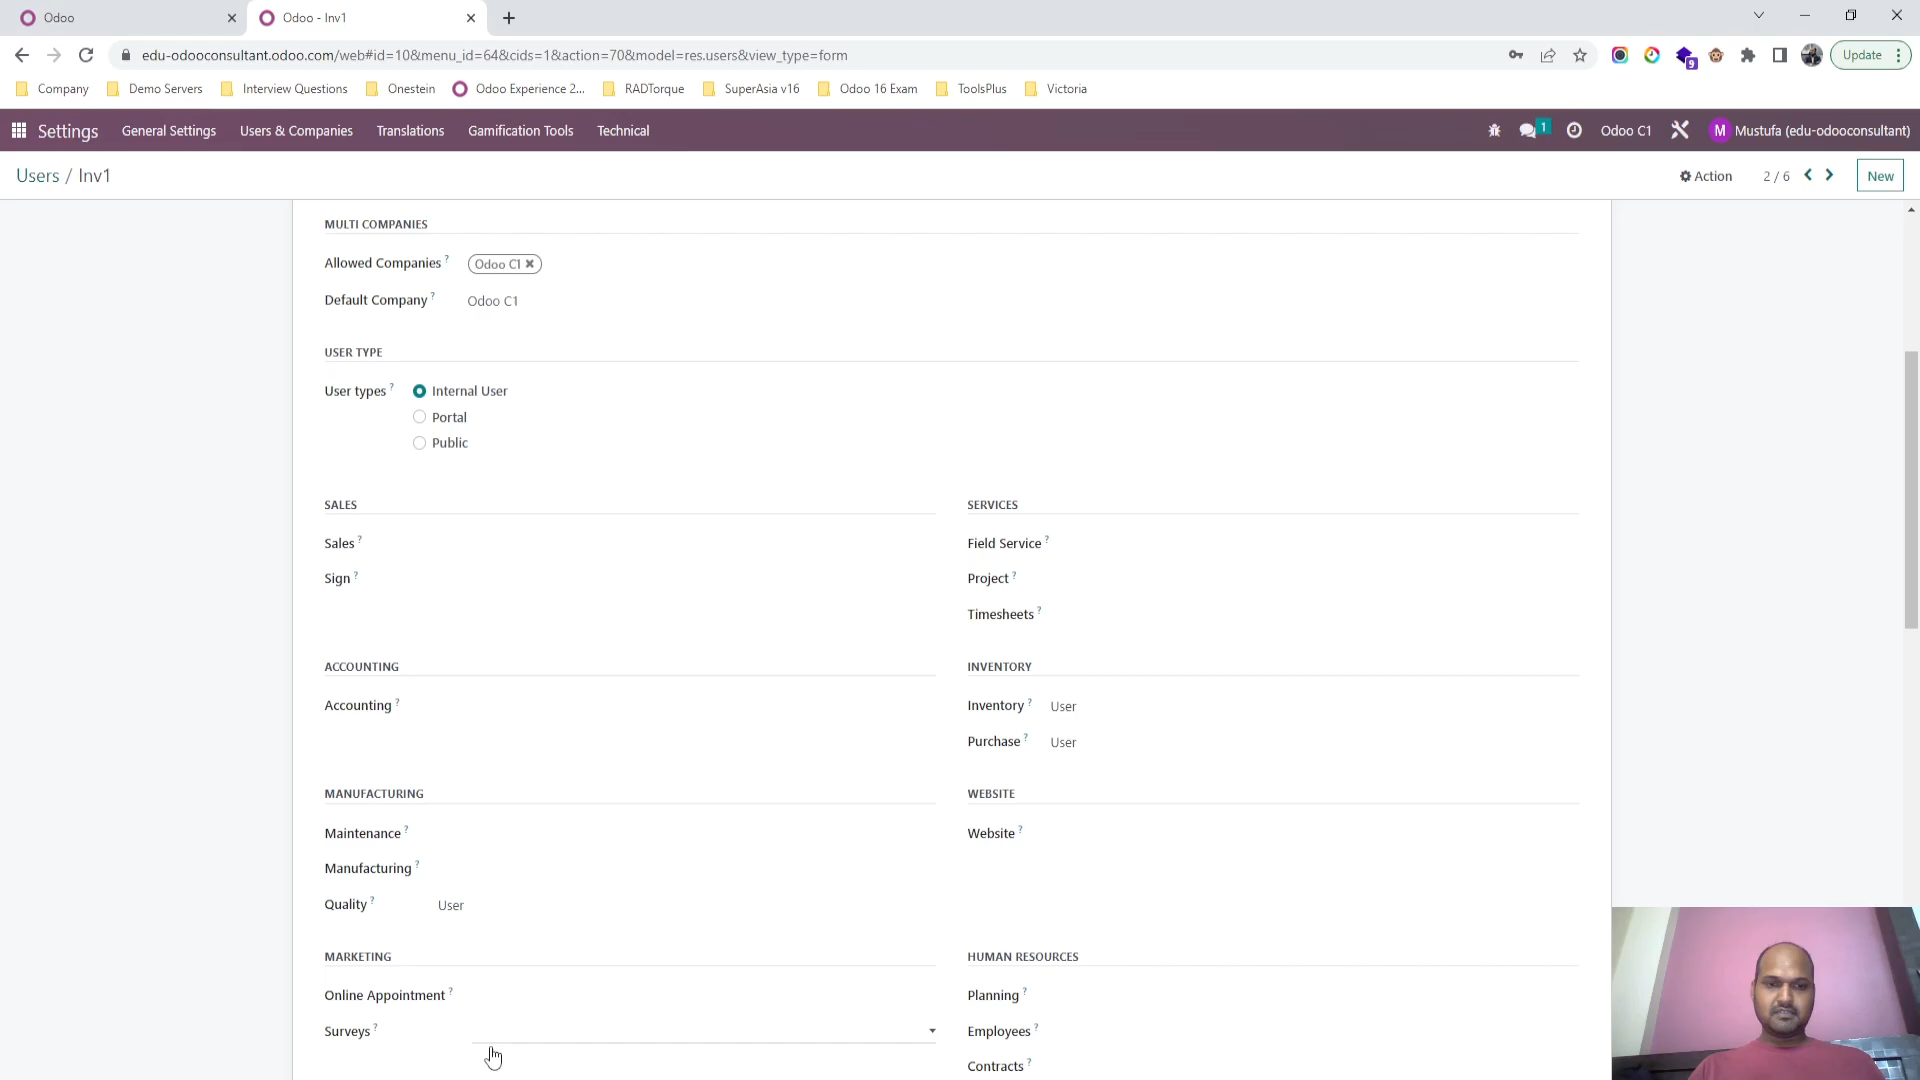 Odoo
Odoo - Inv1
edu-odooconsultant.odoo.com/web#id=10&menu_id=64&cids=1&action=70&model=res.users&view_type=form
9
Update
Company
Demo Servers
Interview Questions
Onestein
Odoo Experience 2...
RADTorque
SuperAsia v16
Odoo 16 Exam
ToolsPlus
Victoria
Settings
General Settings
Users & Companies
Translations
Gamification Tools
Technical
1
Odoo C1
M
Mustufa (edu-odooconsultant)
Users / Inv1
Action
2 / 6
New
MULTI COMPANIES
Allowed Companies ?
Odoo C1
Default Company ?
Odoo C1
USER TYPE
User types ?
Internal User
Portal
Public
SALES
Sales ?
Sign ?
SERVICES
Field Service ?
Project ?
Timesheets ?
ACCOUNTING
Accounting ?
INVENTORY
Inventory ? User
Purchase ? User
MANUFACTURING
Maintenance ?
Manufacturing ?
Quality ? User
WEBSITE
Website ?
MARKETING
Online Appointment ?
Surveys ?
HUMAN RESOURCES
Planning ?
Employees ?
Contracts ?